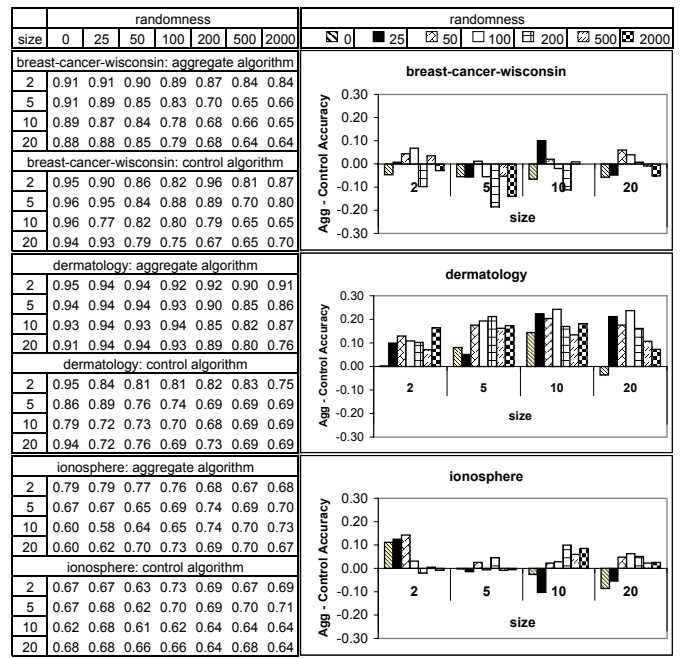 randomness
size 0 25 50 100 200 500 2000
breast-cancer-wisconsin: aggregate algorithm
2 0.91 0.91 0.90 0.89 0.87 0.84 0.84
5 0.91 0.89 0.85 0.83 0.70 0.65 0.66
10 0.89 0.87 0.84 0.78 0.68 0.66 0.65
20 0.88 0.88 0.85 0.79 0.68 0.64 0.64
breast-cancer-wisconsin: control algorithm
2 0.95 0.90 0.86 0.82 0.96 0.81 0.87
5 0.96 0.95 0.84 0.88 0.89 0.70 0.80
10 0.96 0.77 0.82 0.80 0.79 0.65 0.65
20 0.94 0.93 0.79 0.75 0.67 0.65 0.70
dermatology: aggregate algorithm
2 0.95 0.94 0.94 0.92 0.92 0.90 0.91
5 0.94 0.94 0.94 0.93 0.90 0.85 0.86
10 0.93 0.94 0.93 0.94 0.85 0.82 0.87
20 0.91 0.94 0.94 0.93 0.89 0.80 0.76
dermatology: control algorithm
2 0.95 0.84 0.81 0.81 0.82 0.83 0.75
5 0.86 0.89 0.76 0.74 0.69 0.69 0.69
10 0.79 0.72 0.73 0.70 0.68 0.69 0.69
20 0.94 0.72 0.76 0.69 0.73 0.69 0.69
ionosphere: aggregate algorithm
2 0.79 0.79 0.77 0.76 0.68 0.67 0.68
5 0.67 0.67 0.65 0.69 0.74 0.69 0.70
10 0.60 0.58 0.64 0.65 0.74 0.70 0.73
20 0.60 0.62 0.70 0.73 0.69 0.70 0.67
ionosphere: control algorithm
2 0.67 0.67 0.63 0.73 0.69 0.67 0.69
5 0.67 0.68 0.62 0.70 0.69 0.70 0.71
10 0.62 0.68 0.61 0.62 0.64 0.64 0.64
20 0.68 0.68 0.66 0.66 0.64 0.68 0.64
randomness
0 25 50 100 200 500 2000
breast-cancer-wisconsin
Agg - Control Accuracy
0.30
0.20
0.10
0.00
-0.10
-0.20
-0.30
2 5 10 20
size
dermatology
Agg - Control Accuracy
0.30
0.20
0.10
0.00
-0.10
-0.20
-0.30
2 5 10 20
size
ionosphere
Agg - Control Accuracy
0.30
0.20
0.10
0.00
-0.10
-0.20
-0.30
2 5 10 20
size